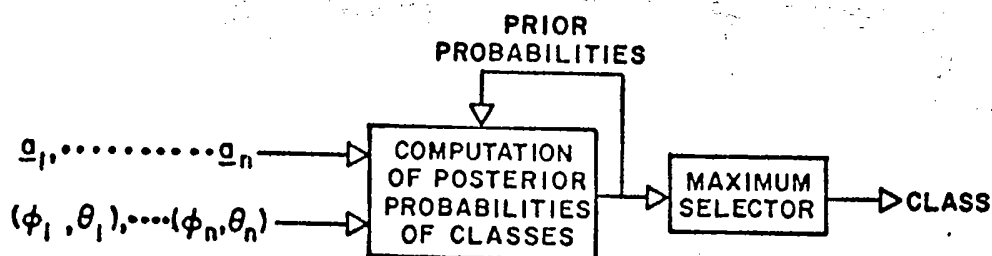 PRIOR
PROBABILITIES
a₁,..........aₙ
(ϕ₁,θ₁),....(ϕₙ,θₙ)
COMPUTATION
OF POSTERIOR
PROBABILITIES
OF CLASSES
MAXIMUM
SELECTOR
CLASS